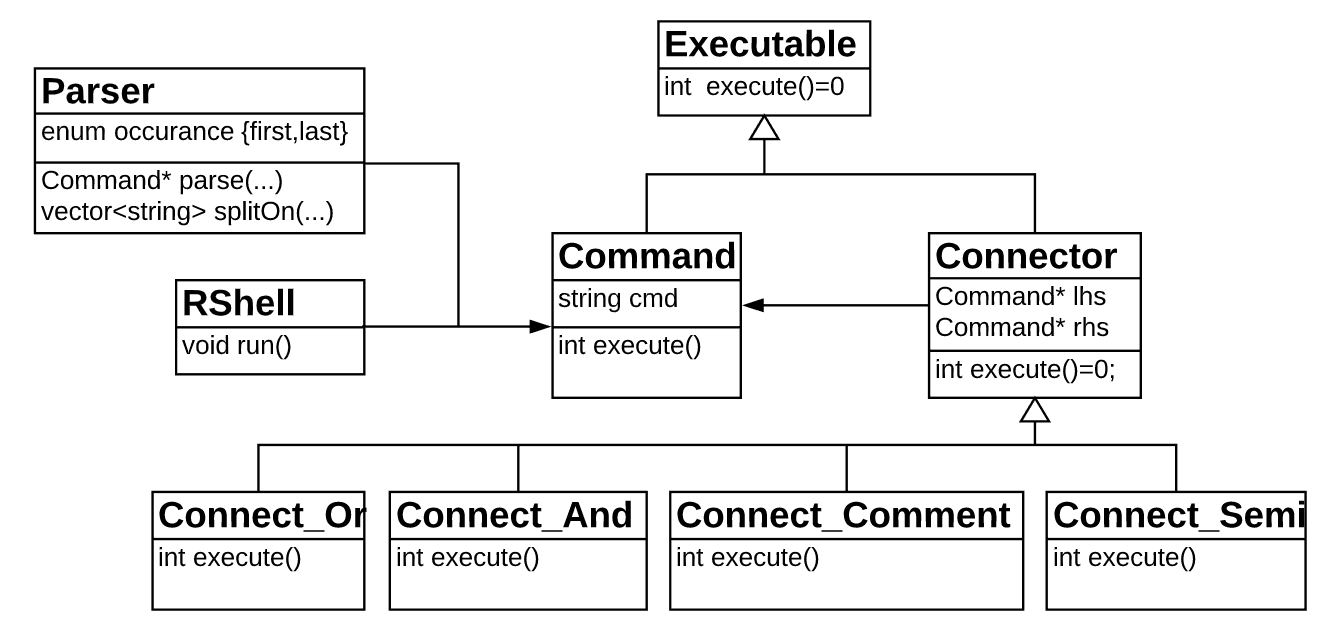 Executable
int  execute()=0
Parser
enum occurance {first,last}
Command* parse(...)
vector<string> splitOn(...)
RShell
void run()
Command
string cmd
int execute()
Connector
Command* lhs
Command* rhs
int execute()=0;
Connect_Or
int execute()
Connect_And
int execute()
Connect_Comment
int execute()
Connect_Semi
int execute()